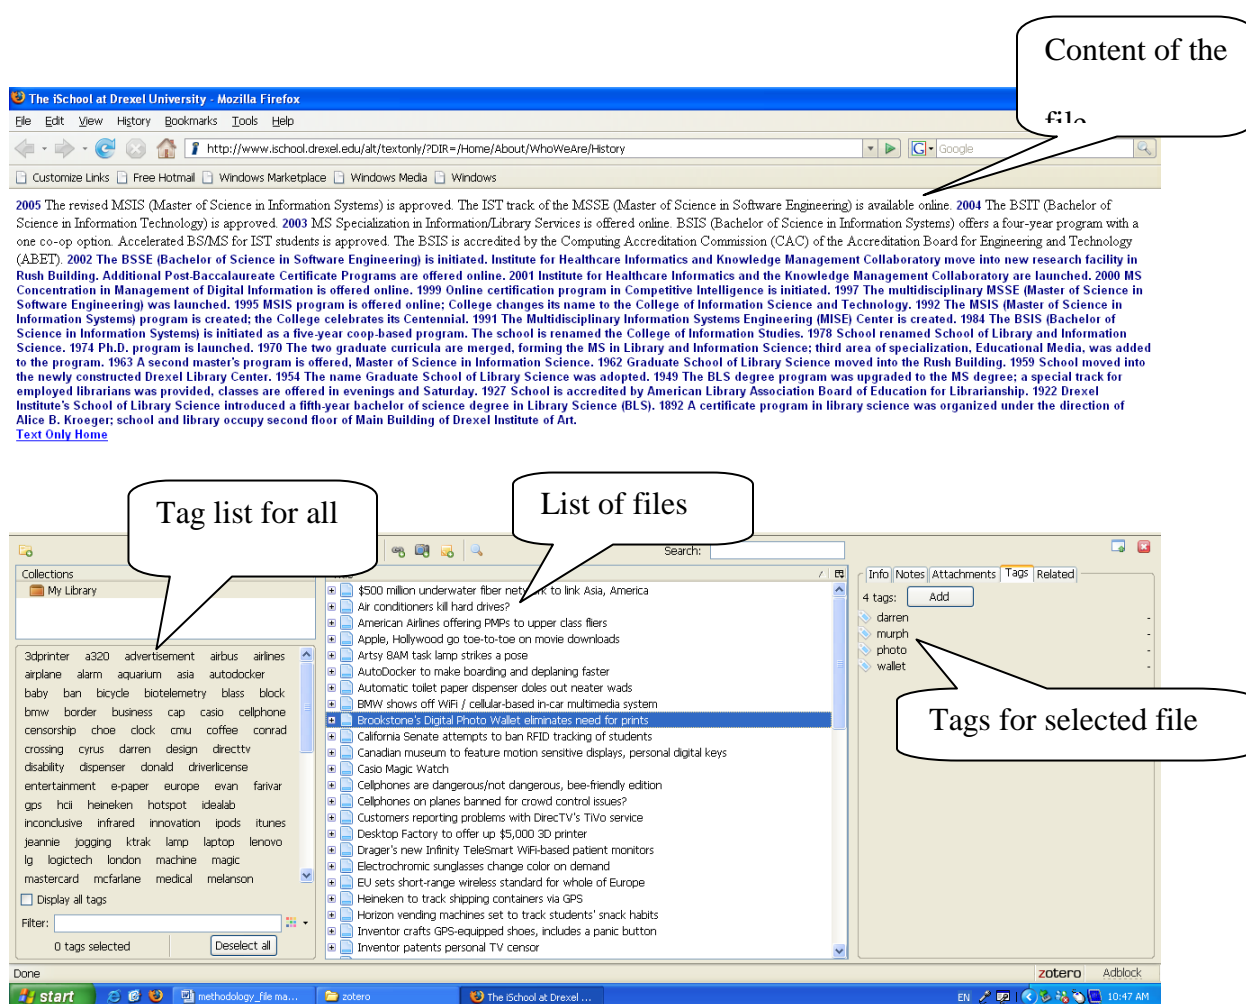 Content of the
file
The iSchool at Drexel University - Mozilla Firefox
File Edit View History Bookmarks Tools Help
http://www.ischool.drexel.edu/alt/textonly/?DIR=/Home/About/WhoWeAre/History
Google
Customize Links Free Hotmail Windows Marketplace Windows Media Windows
2005 The revised MSIS (Master of Science in Information Systems) is approved. The IST track of the MSSE (Master of Science in Software Engineering) is available online. 2004 The BSIT (Bachelor of
Science in Information Technology) is approved. 2003 MS Specialization in Information/Library Services is offered online. BSIS (Bachelor of Science in Information Systems) offers a four-year program with a
one co-op option. Accelerated BS/MS for IST students is approved. The BSIS is accredited by the Computing Accreditation Commission (CAC) of the Accreditation Board for Engineering and Technology
(ABET). 2002 The BSSE (Bachelor of Science in Software Engineering) is initiated. Institute for Healthcare Informatics and Knowledge Management Collaboratory move into new research facility in
Rush Building. Additional Post-Baccalaureate Certificate Programs are offered online. 2001 Institute for Healthcare Informatics and the Knowledge Management Collaboratory are launched. 2000 MS
Concentration in Management of Digital Information is offered online. 1999 Online certification program in Competitive Intelligence is initiated. 1997 The multidisciplinary MSSE (Master of Science in
Software Engineering) was launched. 1995 MSIS program is offered online; College changes its name to the College of Information Science and Technology. 1992 The MSIS (Master of Science in
Information Systems) program is created; the College celebrates its Centennial. 1991 The Multidisciplinary Information Systems Engineering (MISE) Center is created. 1984 The BSIS (Bachelor of
Science in Information Systems) is initiated as a five-year coop-based program. The school is renamed the College of Information Studies. 1978 School renamed School of Library and Information
Science. 1974 Ph.D. program is launched. 1970 The two graduate curricula are merged, forming the MS in Library and Information Science; third area of specialization, Educational Media, was added
to the program. 1963 A second master's program is offered, Master of Science in Information Science. 1962 Graduate School of Library Science moved into the Rush Building. 1959 School moved into
the newly constructed Drexel Library Center. 1954 The name Graduate School of Library Science was adopted. 1949 The BLS degree program was upgraded to the MS degree; a special track for
employed librarians was provided, classes are offered in evenings and Saturday. 1927 School is accredited by American Library Association Board of Education for Librarianship. 1922 Drexel
Institute's School of Library Science introduced a fifth-year bachelor of science degree in Library Science (BLS). 1892 A certificate program in library science was organized under the direction of
Alice B. Kroeger; school and library occupy second floor of Main Building of Drexel Institute of Art.
Text Only Home
Tag list for all
List of files
Search:
Collections
My Library
3dprinter a320 advertisement airbus airlines
airplane alarm aquarium asia autodocker
baby ban bicycle biotelemetry blass block
bmw border business cap casio cellphone
censorship choe clock cmu coffee conrad
crossing cyrus darren design directtv
disability dispenser donald driverlicense
entertainment e-paper europe evan farivar
gps hcii heineken hotspot idealab
inconclusive infrared innovation ipods itunes
jeannie jogging ktrak lamp laptop lenovo
lg logictech london machine magic
mastercard mcfarlane medical melanson
Display all tags
Filter:
0 tags selected Deselect all
$500 million underwater fiber network to link Asia, America
Air conditioners kill hard drives?
American Airlines offering PMPs to upper class fliers
Apple, Hollywood go toe-to-toe on movie downloads
Artsy 8AM task lamp strikes a pose
AutoDocker to make boarding and deplaning faster
Automatic toilet paper dispenser doles out neater wads
BMW shows off WiFi / cellular-based in-car multimedia system
Brookstone's Digital Photo Wallet eliminates need for prints
California Senate attempts to ban RFID tracking of students
Canadian museum to feature motion sensitive displays, personal digital keys
Casio Magic Watch
Cellphones are dangerous/not dangerous, bee-friendly edition
Cellphones on planes banned for crowd control issues?
Customers reporting problems with DirecTV's TiVo service
Desktop Factory to offer up $5,000 3D printer
Drager's new Infinity TeleSmart WiFi-based patient monitors
Electrochromic sunglasses change color on demand
EU sets short-range wireless standard for whole of Europe
Heineken to track shipping containers via GPS
Horizon vending machines set to track students' snack habits
Inventor crafts GPS-equipped shoes, includes a panic button
Inventor patents personal TV censor
Info Notes Attachments Tags Related
4 tags: Add
darren -
murph -
photo -
wallet -
Tags for selected file
Done
zotero Adblock
start methodology_file ma... zotero The iSchool at Drexel ... EN 10:47 AM